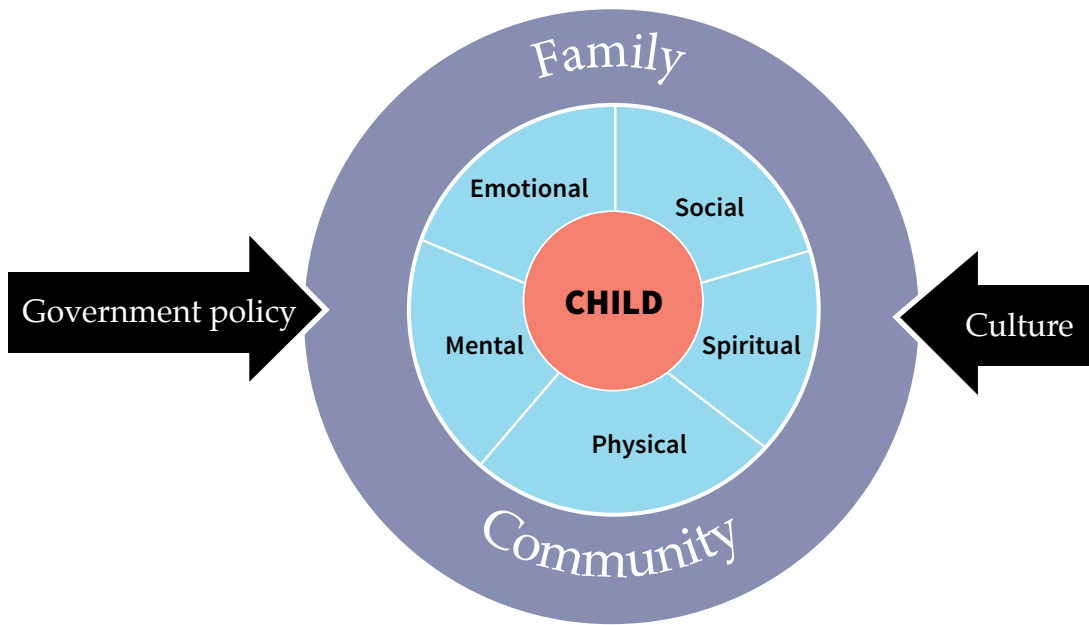 Family
Emotional
Social
Government policy
CHILD
Culture
Mental
Spiritual
Physical
Community